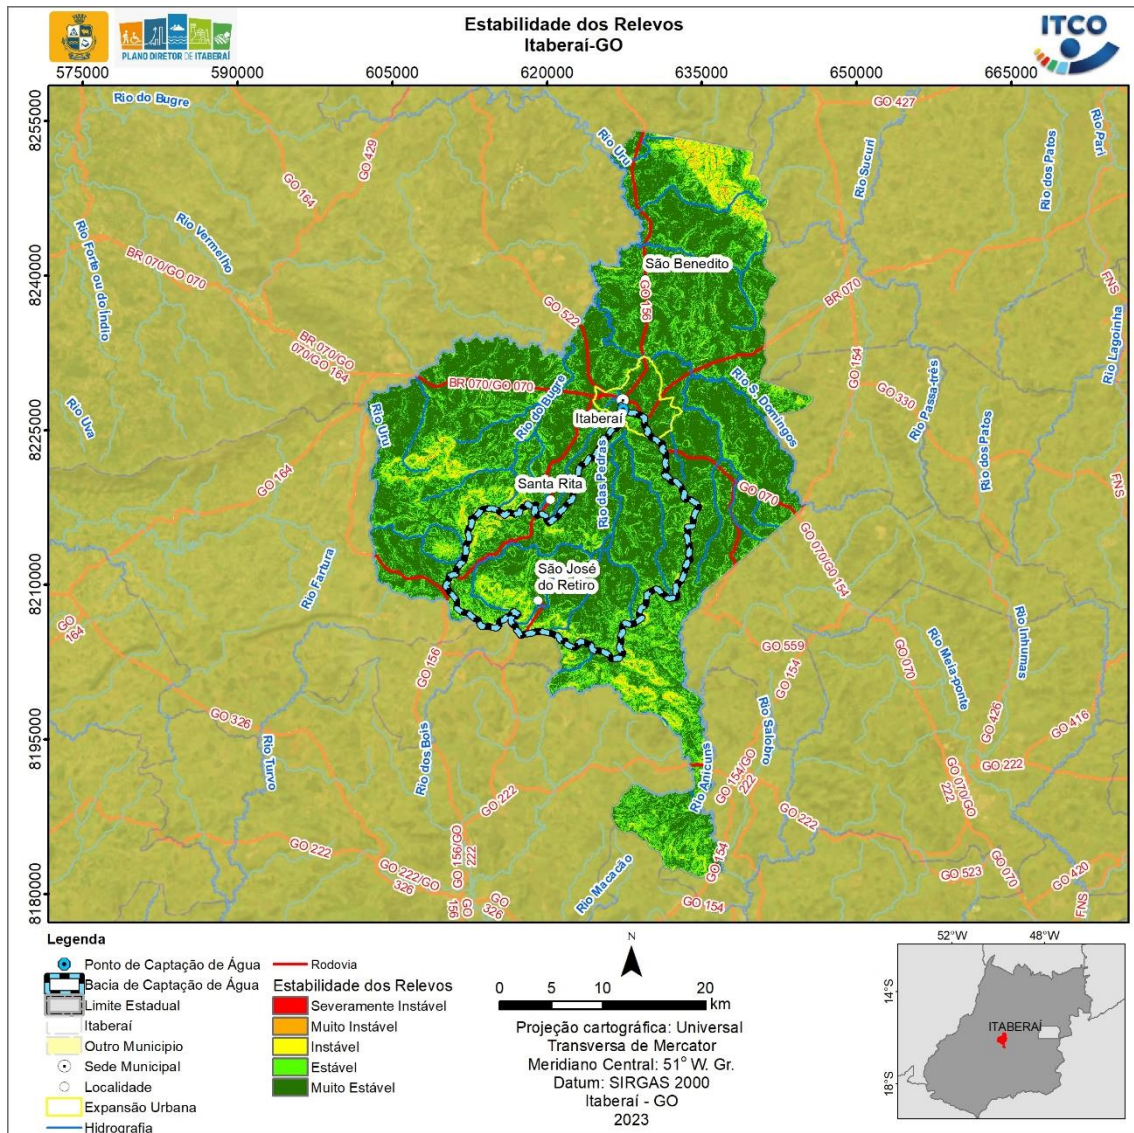 Estabilidade dos Relevos
Itaberaí-GO
PLANO DIRETOR DE ITABERAÍ
ITCO
575000
590000
605000
620000
635000
650000
665000
8255000
8240000
8225000
8210000
8195000
8180000
Rio do Bugre
GO 429
GO 164
Rio Uru
GO 427
Rio Sucuri
Rio dos Patos
Rio Pari
Rio Vermelho
Rio Forte ou do Índio
BR 070/GO 070
São Benedito
GO 156
GO 522
BR 070
FNS
Rio Lagoinha
BR 070/GO
070/GO 164
BR 070/GO 070
Rio do Bugre
Rio S. Domingos
GO 154
GO 330
Rio Passa-três
Rio Uva
Rio Uru
Itaberaí
Rio das Pedras
Rio dos Patos
GO 164
Santa Rita
GO 070
FNS
GO 070/G0 154
São José
do Retiro
Rio Fartura
GO
164
GO 156
GO 559
GO 154
Rio Meia-ponte
GO 070
Rio Inhumas
GO 326
Rio Turvo
Rio dos Bois
Rio Salobro
GO 426
GO 416
GO 222
Rio Anicuns
GO 154/GO
222
GO 222
GO 222
GO 070/GO
222
GO 222
GO 156/GO
222
GO 222/GO
326
GO
326
GO
156
Rio Macacão
GO 154
GO 154
GO 523
GO 070
GO 420
FNS
Legenda
Ponto de Captação de Água
Bacia de Captação de Água
Limite Estadual
Itaberaí
Outro Municipio
Sede Municipal
Localidade
Expansão Urbana
Hidrografia
Rodovia
Estabilidade dos Relevos
Severamente Instável
Muito Instável
Instável
Estável
Muito Estável
N
0 5 10 20
km
Projeção cartográfica: Universal
Transversa de Mercator
Meridiano Central: 51° W. Gr.
Datum: SIRGAS 2000
Itaberaí - GO
2023
52°W 48°W
14°S
18°S
ITABERAÍ